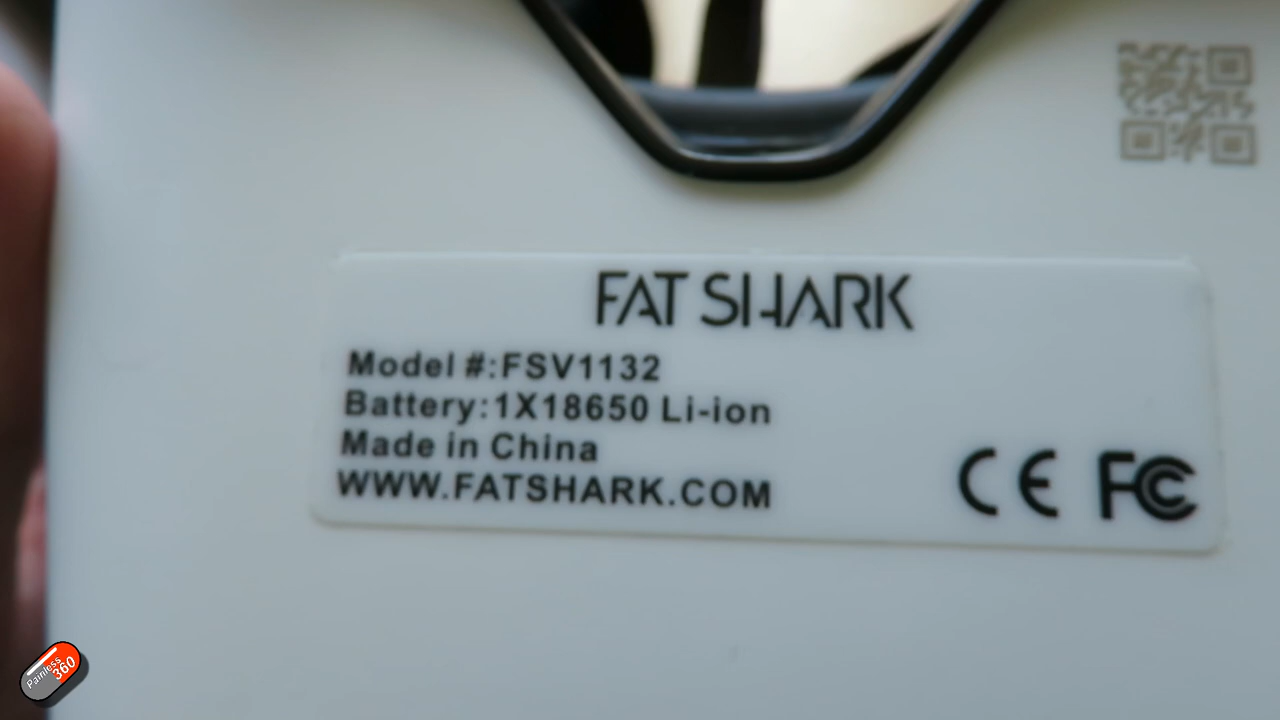 FAT SHARK
Model #:FSV1132
Battery:1X18650 Li-ion
Made in China
WWW.FATSHARK.COM
CE FC
Painless
360